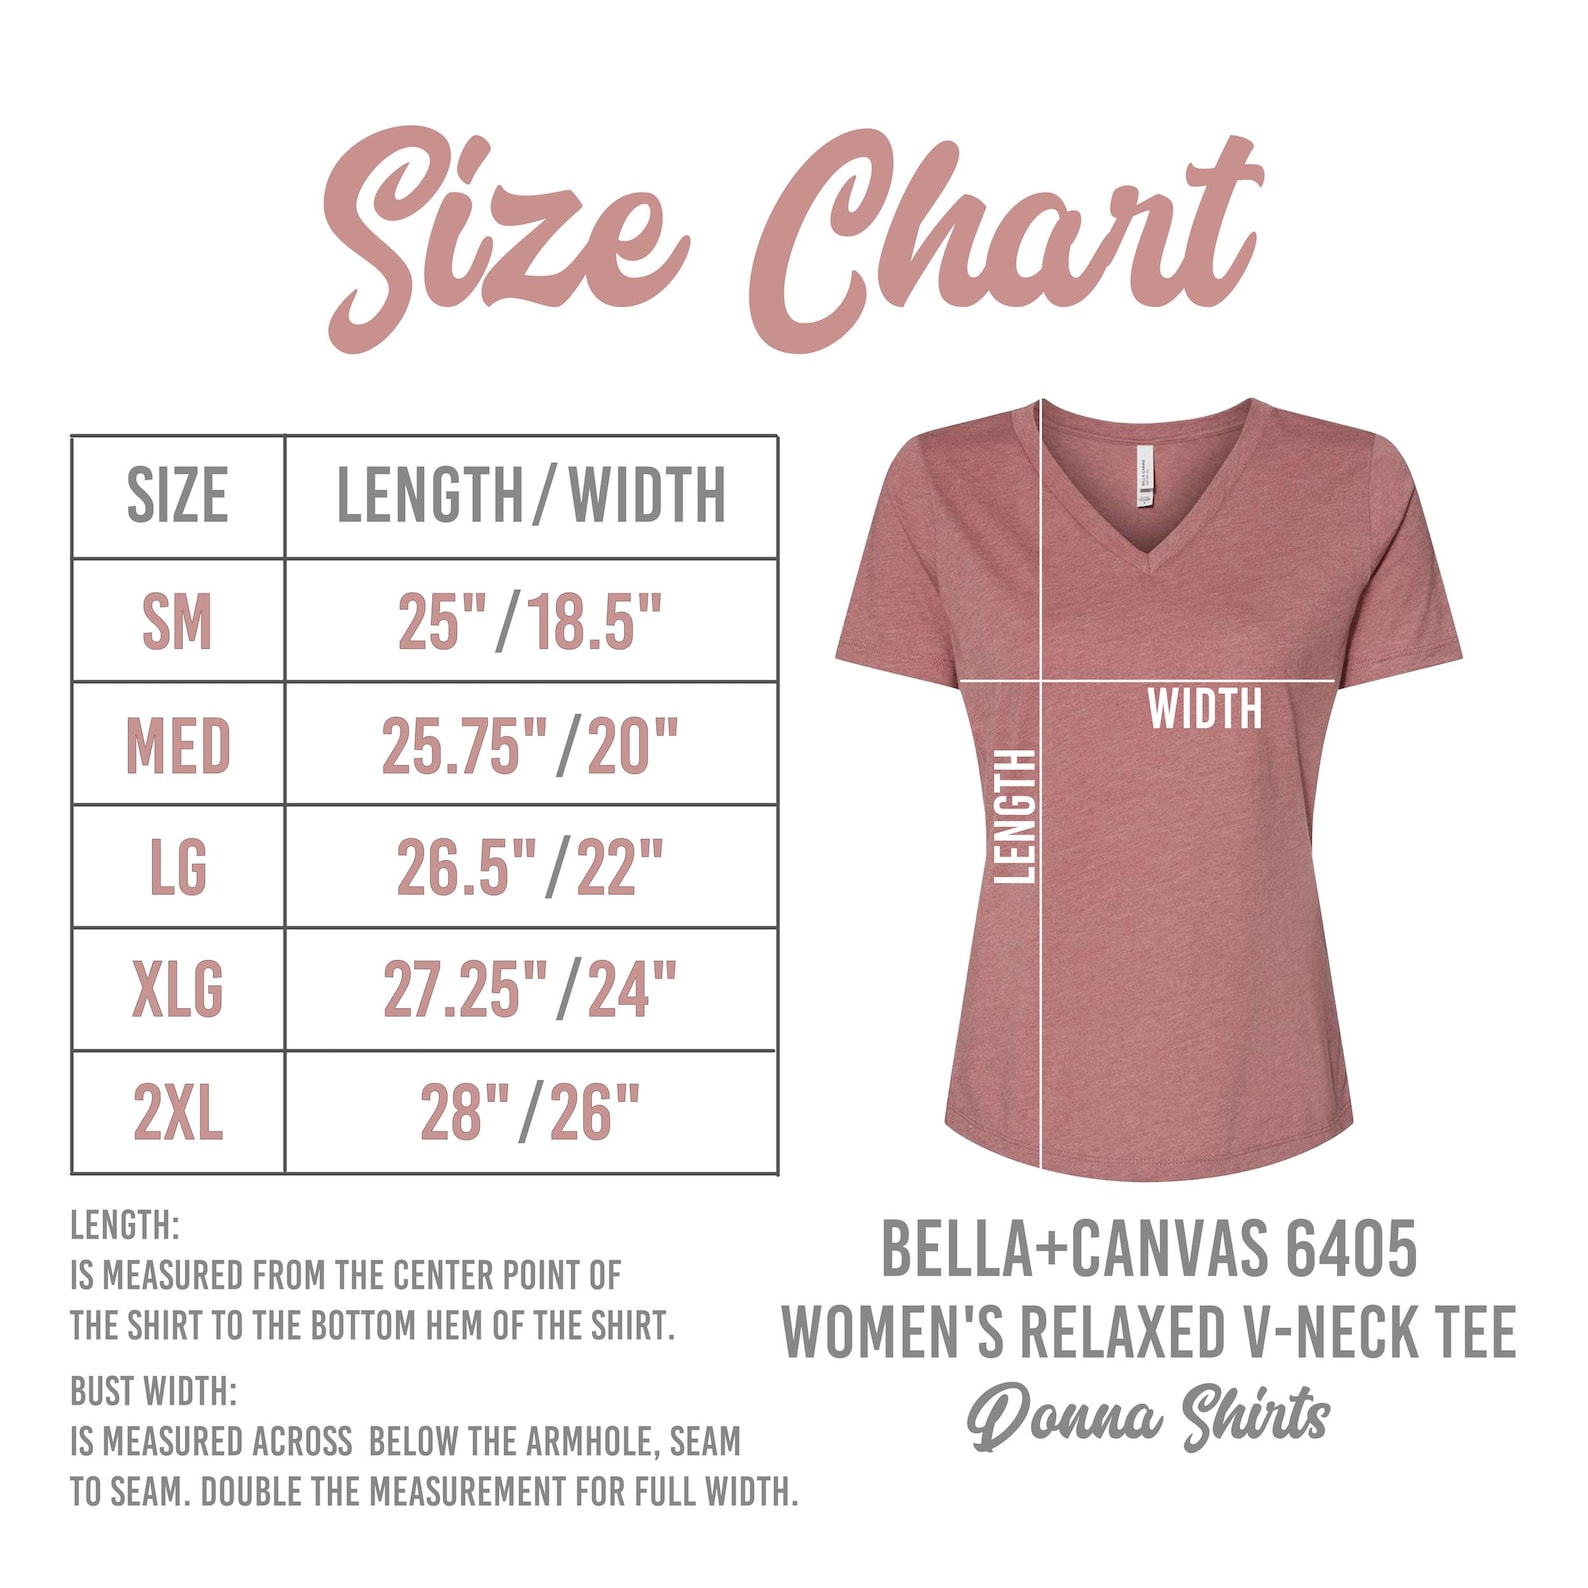 Size Chart
SIZE LENGTH/WIDTH
SM 25"/18.5"
MED 25.75"/20"
LG 26.5"/22"
XLG 27.25"/24"
2XL 28"/26"
WIDTH
LENGTH
LENGTH:
IS MEASURED FROM THE CENTER POINT OF
THE SHIRT TO THE BOTTOM HEM OF THE SHIRT.
BUST WIDTH:
IS MEASURED ACROSS BELOW THE ARMHOLE, SEAM
TO SEAM. DOUBLE THE MEASUREMENT FOR FULL WIDTH.
BELLA+CANVAS 6405
WOMEN'S RELAXED V-NECK TEE
Donna Shirts